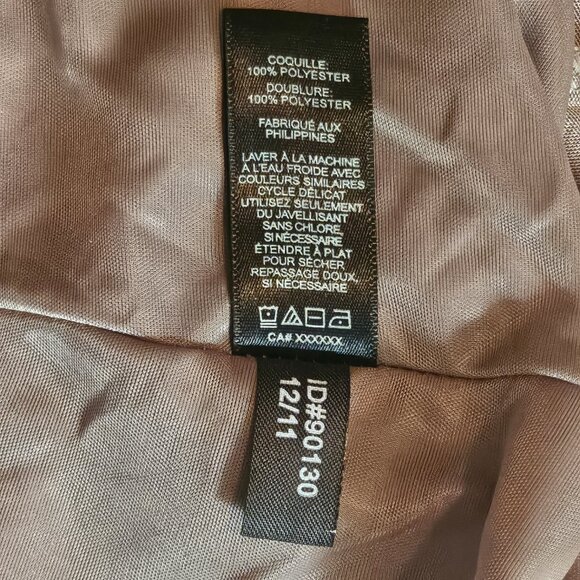 COQUILLE:
100% POLYESTER
DOUBLURE:
100% POLYESTER
FABRIQUÉ AUX
PHILIPPINES
LAVER À LA MACHINE
À L'EAU FROIDE AVEC
COULEURS SIMILAIRES
CYCLE DÉLICAT
UTILISEZ SEULEMENT
DU JAVELLISANT
SANS CHLORE,
SI NÉCESSAIRE
ÉTENDRE À PLAT
POUR SÉCHER
REPASSAGE DOUX,
SI NÉCESSAIRE
CA# XXXXXX
ID#90130
12/11